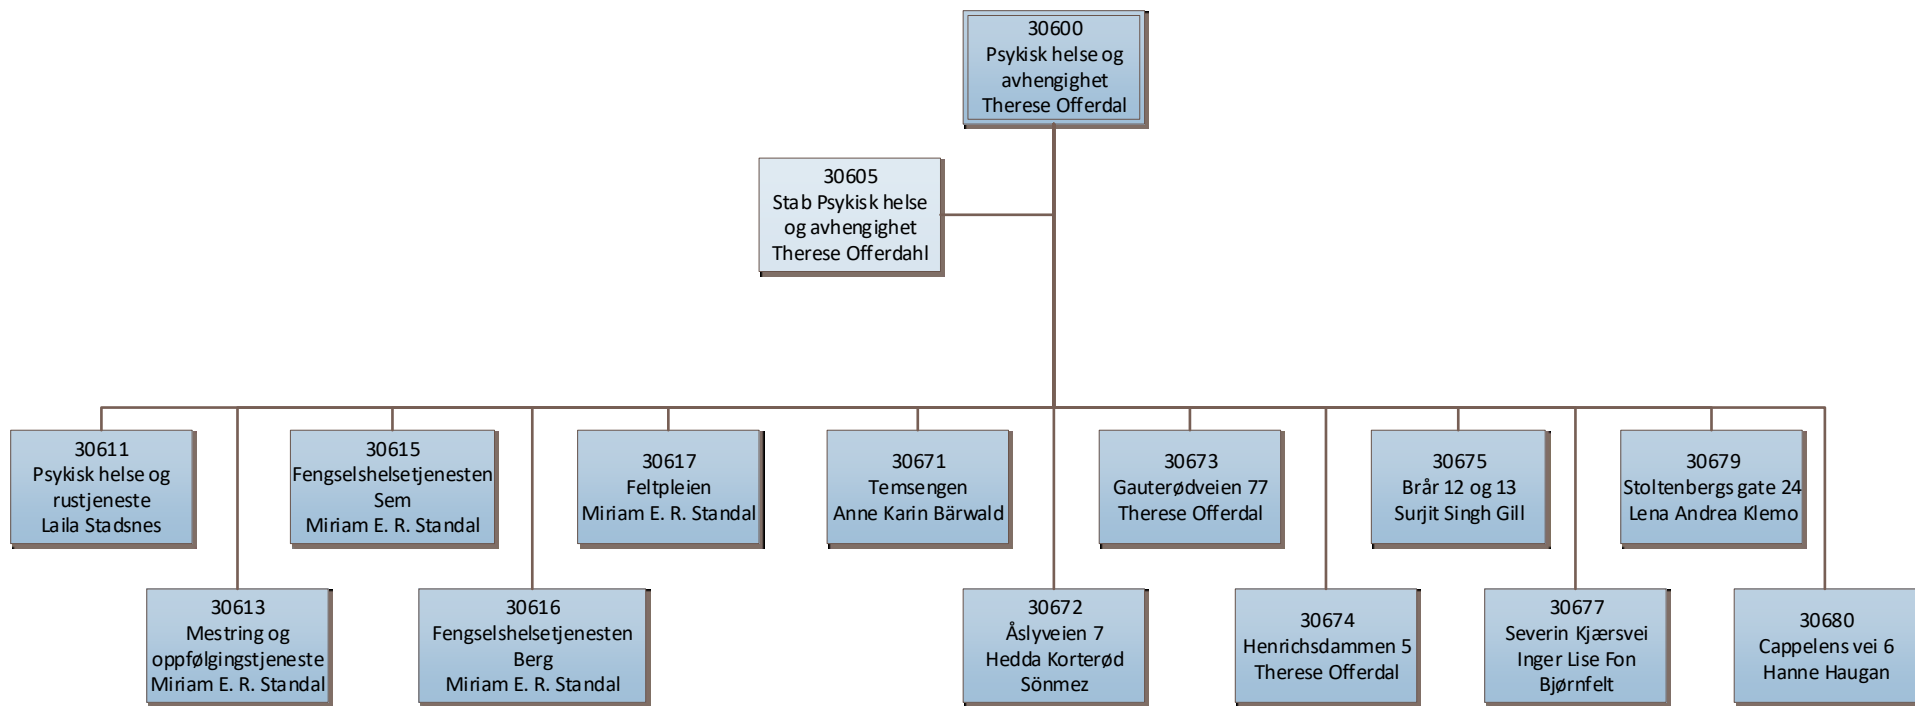 30600
Psykisk helse og
avhengighet
Therese Offerdal
30605
Stab Psykisk helse
og avhengighet
Therese Offerdahl
30611
Psykisk helse og
rustjeneste
Laila Stadsnes
30615
Fengselshelsetjenesten
Sem
Miriam E. R. Standal
30617
Feltpleien
Miriam E. R. Standal
30671
Temsengen
Anne Karin Bärwald
30673
Gauterødveien 77
Therese Offerdal
30675
Brår 12 og 13
Surjit Singh Gill
30679
Stoltenbergs gate 24
Lena Andrea Klemo
30613
Mestring og
oppfølgingstjeneste
Miriam E. R. Standal
30616
Fengselshelsetjenesten
Berg
Miriam E. R. Standal
30672
Åslyveien 7
Hedda Korterød
Sönmez
30674
Henrichsdammen 5
Therese Offerdal
30677
Severin Kjærsvei
Inger Lise Fon
Bjørnfelt
30680
Cappelens vei 6
Hanne Haugan